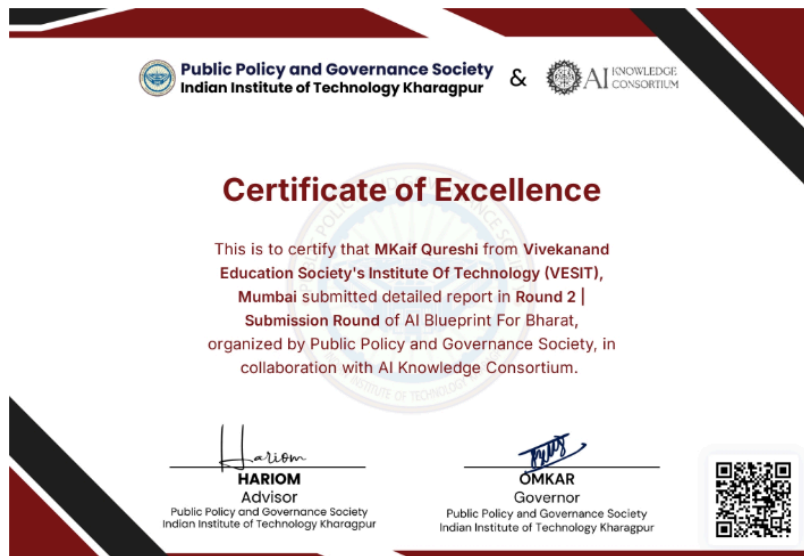 Public Policy and Governance Society
Indian Institute of Technology Kharagpur
&
AI KNOWLEDGE CONSORTIUM
Certificate of Excellence
This is to certify that MKaif Qureshi from Vivekanand
Education Society's Institute Of Technology (VESIT),
Mumbai submitted detailed report in Round 2 |
Submission Round of AI Blueprint For Bharat,
organized by Public Policy and Governance Society, in
collaboration with AI Knowledge Consortium.
Hariom
HARIOM
Advisor
Public Policy and Governance Society
Indian Institute of Technology Kharagpur
OMKAR
Governor
Public Policy and Governance Society
Indian Institute of Technology Kharagpur